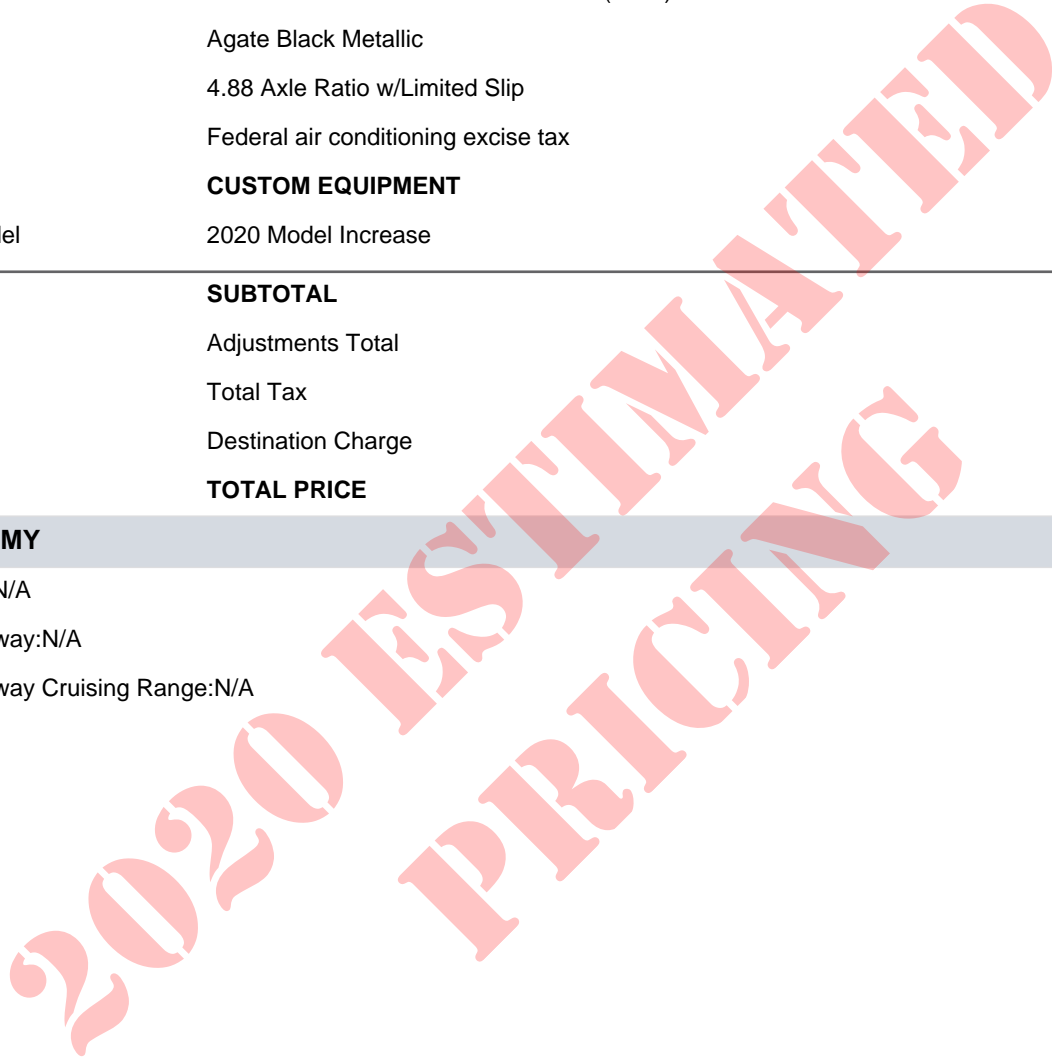 Agate Black Metallic
4.88 Axle Ratio w/Limited Slip
Federal air conditioning excise tax
CUSTOM EQUIPMENT
2020 Model Increase
SUBTOTAL
Adjustments Total
Total Tax
Destination Charge
TOTAL PRICE
MY
N/A
way:N/A
way Cruising Range:N/A
2020 ESTIMATED
PRICING